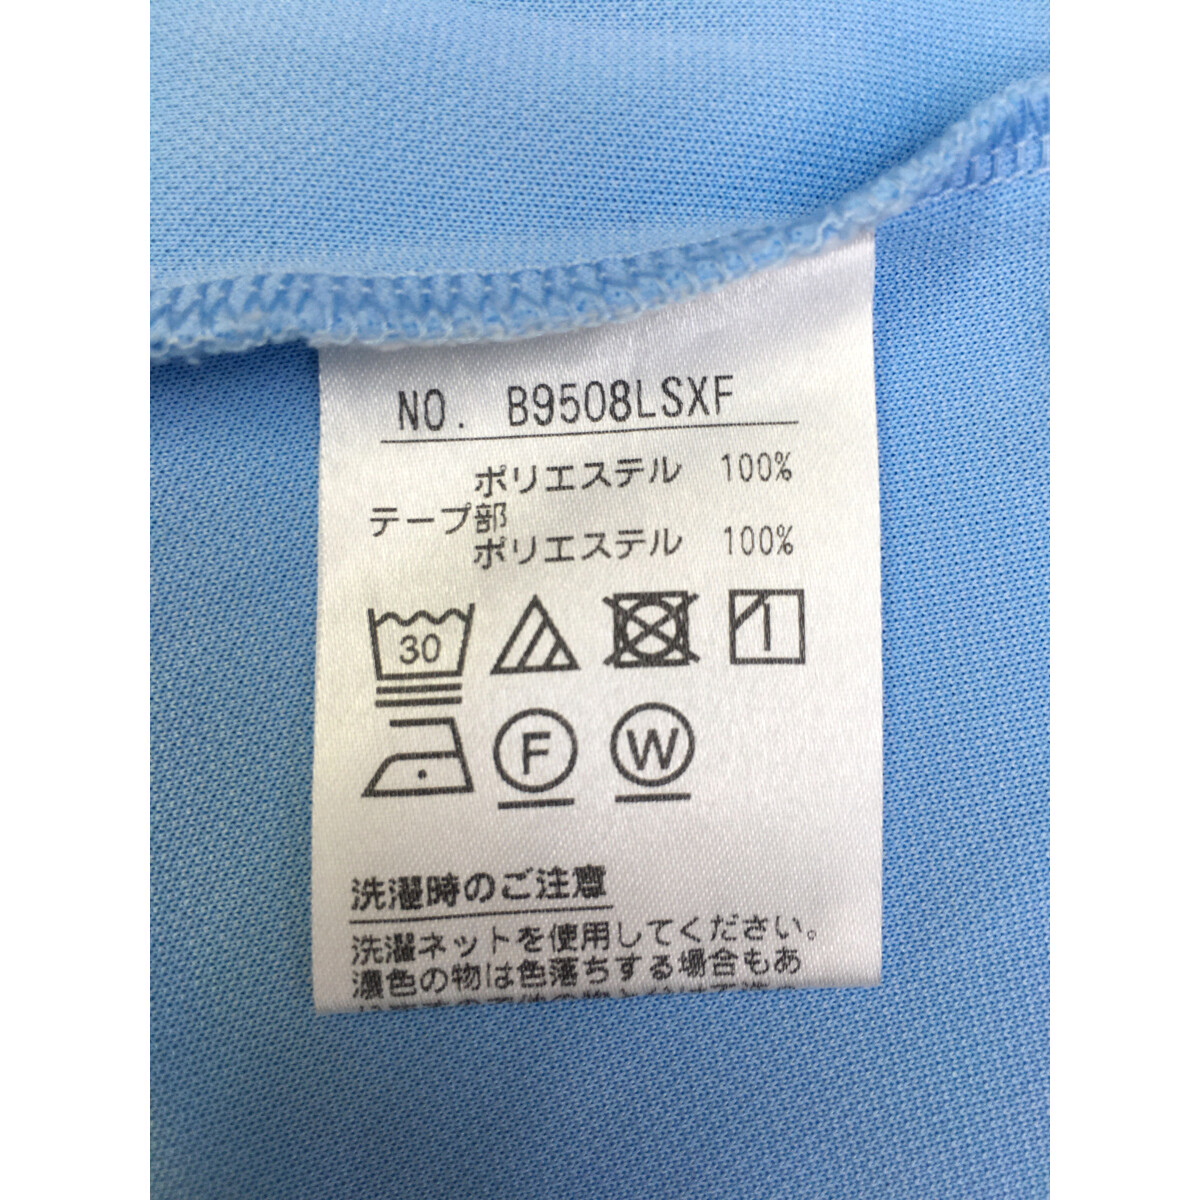 NO. B9508LSXF
ポリエステル 100%
テープ部
ポリエステル 100%
30
F W
洗濯時のご注意
洗濯ネットを使用してください。
濃色の物は色落ちする場合もあ